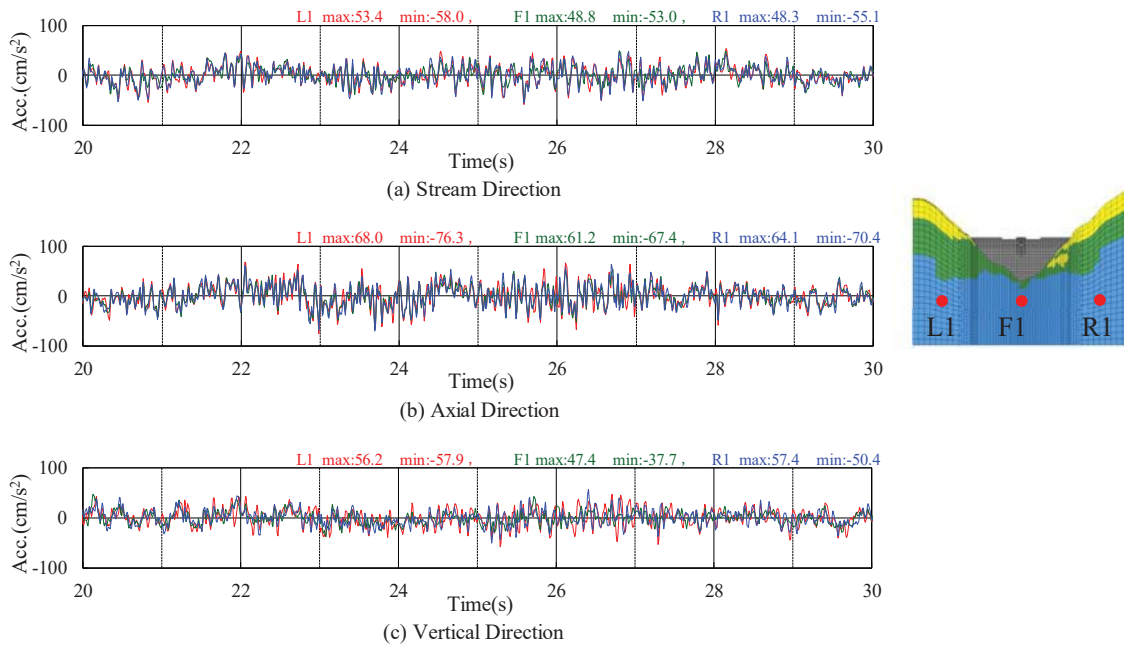 L1 max:53.4 min:-58.0 , F1 max:48.8 min:-53.0 , R1 max:48.3 min:-55.1
Acc.(cm/s²)
100
0
-100
20 22 24 26 28 30
Time(s)
(a) Stream Direction
L1 max:68.0 min:-76.3 , F1 max:61.2 min:-67.4 , R1 max:64.1 min:-70.4
Acc.(cm/s²)
100
0
-100
20 22 24 26 28 30
Time(s)
(b) Axial Direction
L1 max:56.2 min:-57.9 , F1 max:47.4 min:-37.7 , R1 max:57.4 min:-50.4
Acc.(cm/s²)
100
0
-100
20 22 24 26 28 30
Time(s)
(c) Vertical Direction
L1 F1 R1